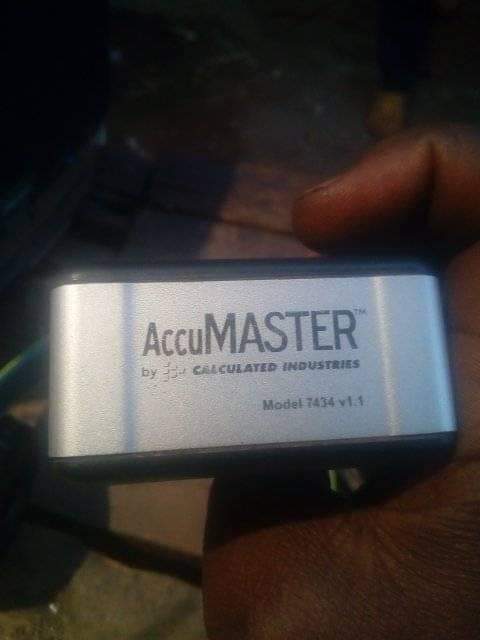 AccuMASTER™
by CALCULATED INDUSTRIES
Model 7434 v1.1